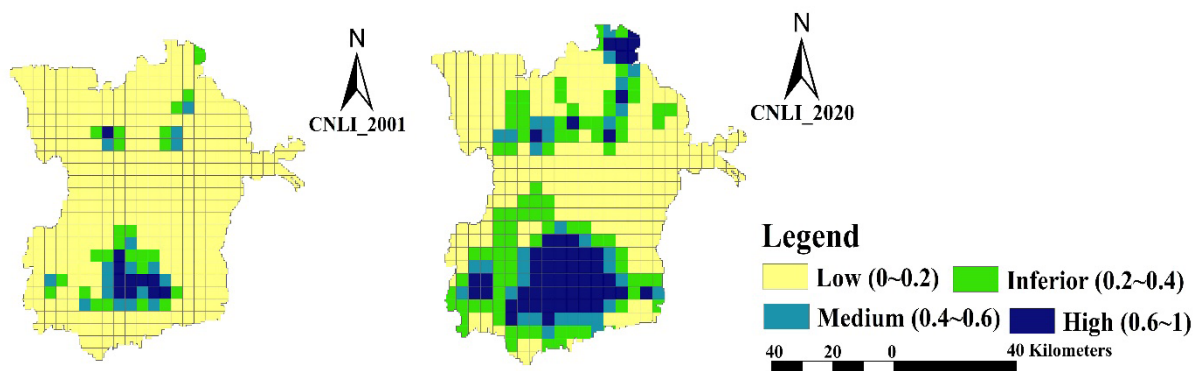 N
CNLI_2001
N
CNLI_2020
Legend
Low (0~0.2)
Inferior (0.2~0.4)
Medium (0.4~0.6)
High (0.6~1)
40 20 0 40 Kilometers